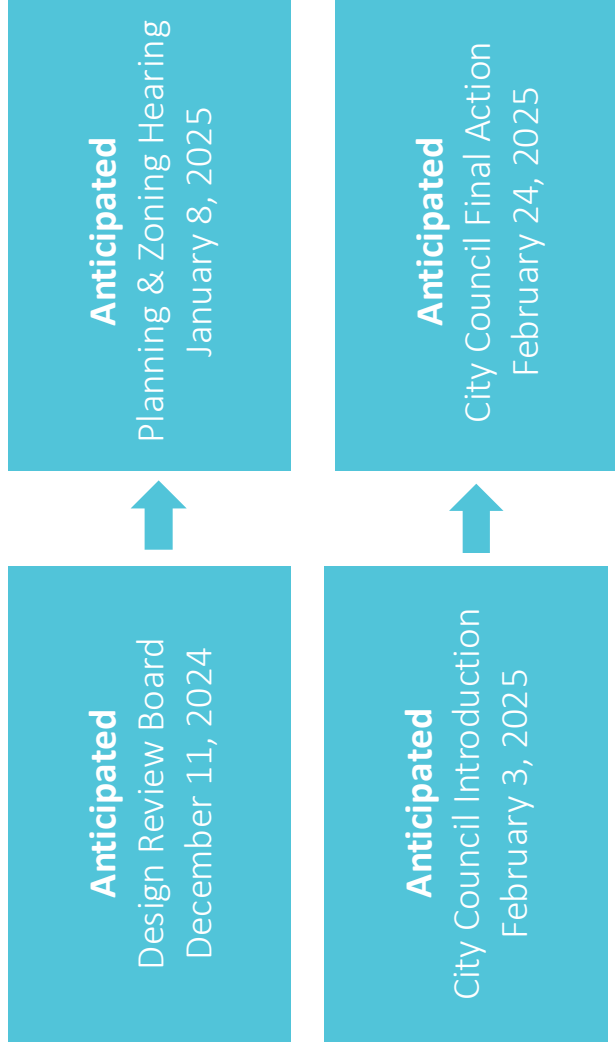 Anticipated
Design Review Board
December 11, 2024
Anticipated
Planning & Zoning Hearing
January 8, 2025
Anticipated
City Council Introduction
February 3, 2025
Anticipated
City Council Final Action
February 24, 2025